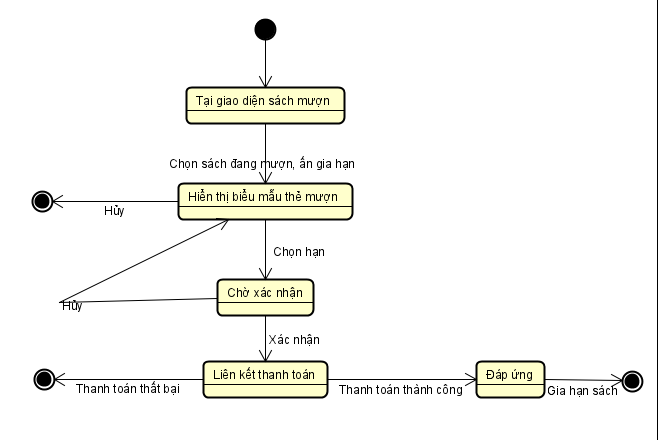 Tại giao diện sách mượn
Chọn sách đang mượn, ấn gia hạn
Hiển thị biểu mẫu thẻ mượn
Hủy
Chọn hạn
Chờ xác nhận
Hủy
Xác nhận
Liên kết thanh toán
Đáp ứng
Thanh toán thất bại
Thanh toán thành công
Gia hạn sách